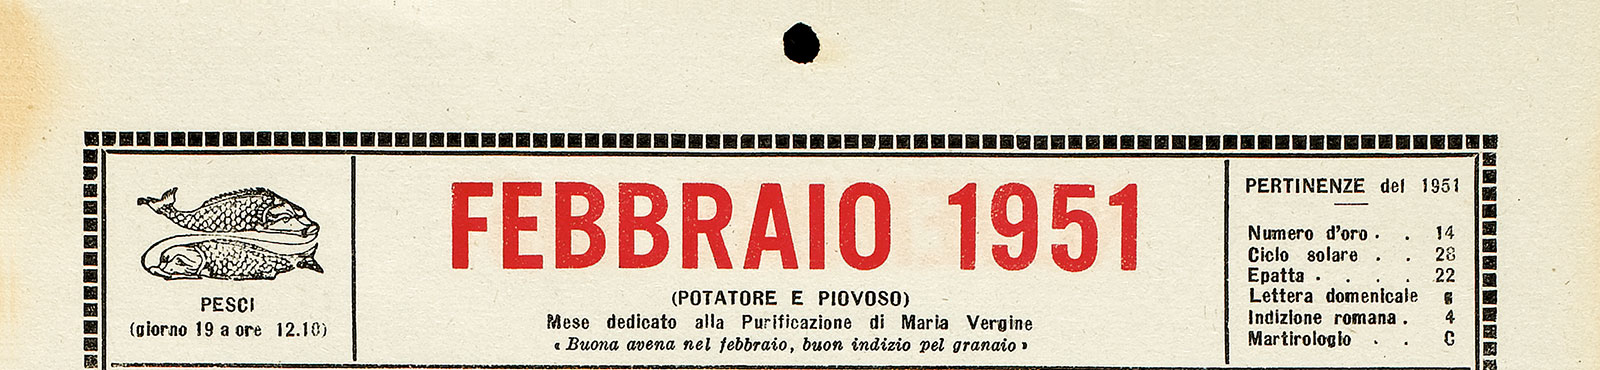 FEBBRAIO 1951
(POTATORE E PIOVOSO)
Mese dedicato alla Purificazione di Maria Vergine
« Buona avena nel febbraio, buon indizio pel granaio »
PESCI
(giorno 19 a ore 12.10)
PERTINENZE del 1951
Numero d'oro . . 14
Ciclo solare . . 28
Epatta . . . . 22
Lettera domenicale g
Indizione romana . 4
Martirologio . . C